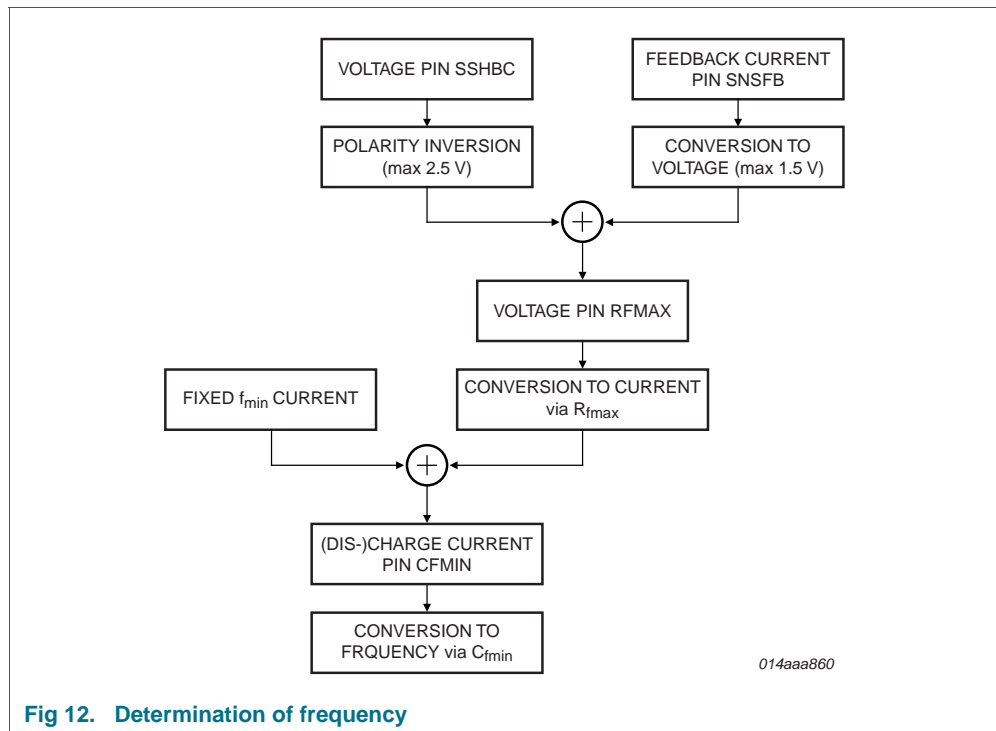 VOLTAGE PIN SSHBC
FEEDBACK CURRENT
PIN SNSFB
POLARITY INVERSION
(max 2.5 V)
CONVERSION TO
VOLTAGE (max 1.5 V)
+
VOLTAGE PIN RFMAX
FIXED fmin CURRENT
CONVERSION TO CURRENT
via Rfmax
+
(DIS-)CHARGE CURRENT
PIN CFMIN
CONVERSION TO
FRQUENCY via Cfmin
014aaa860
Fig 12. Determination of frequency